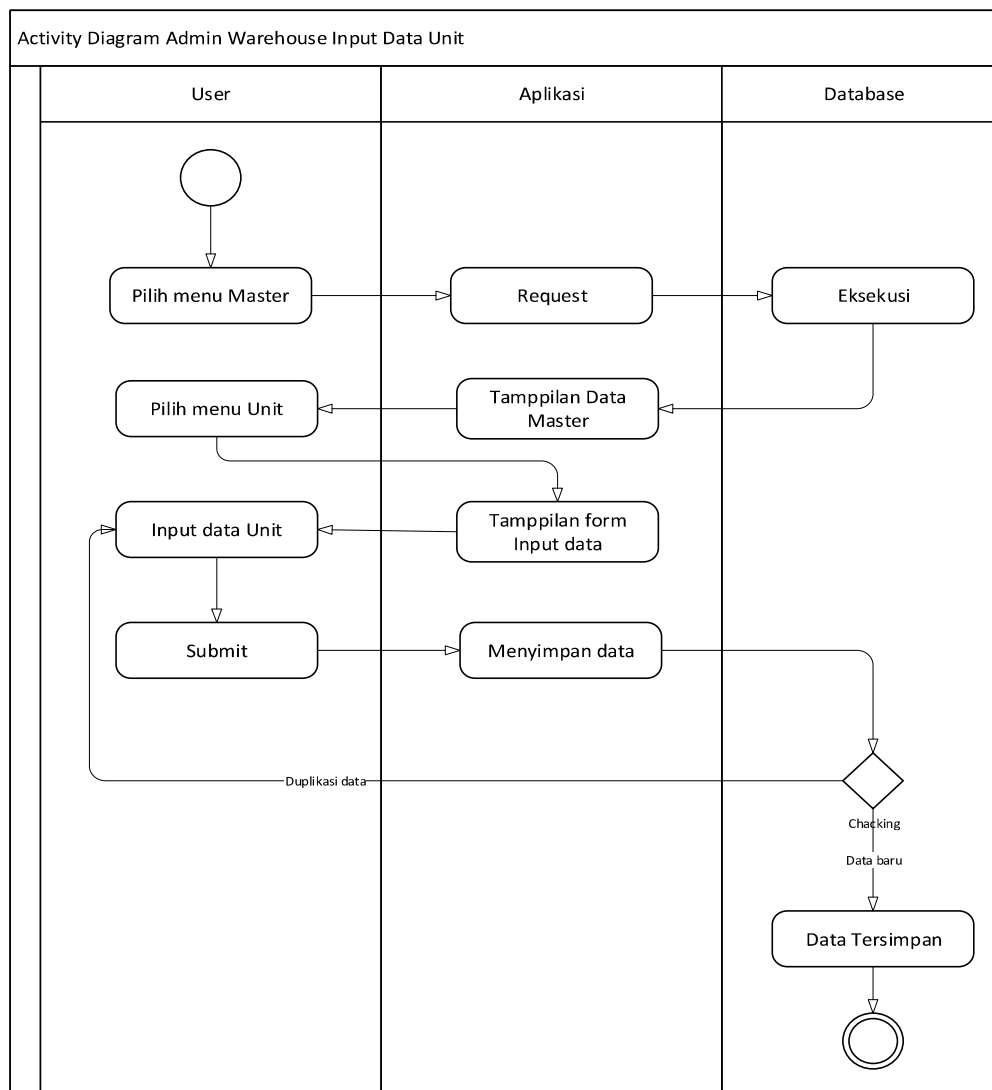 Activity Diagram Admin Warehouse Input Data Unit
User
Aplikasi
Database
Pilih menu Master
Request
Eksekusi
Pilih menu Unit
Tamppilan Data
Master
Input data Unit
Tamppilan form
Input data
Submit
Menyimpan data
Duplikasi data
Chacking
Data baru
Data Tersimpan